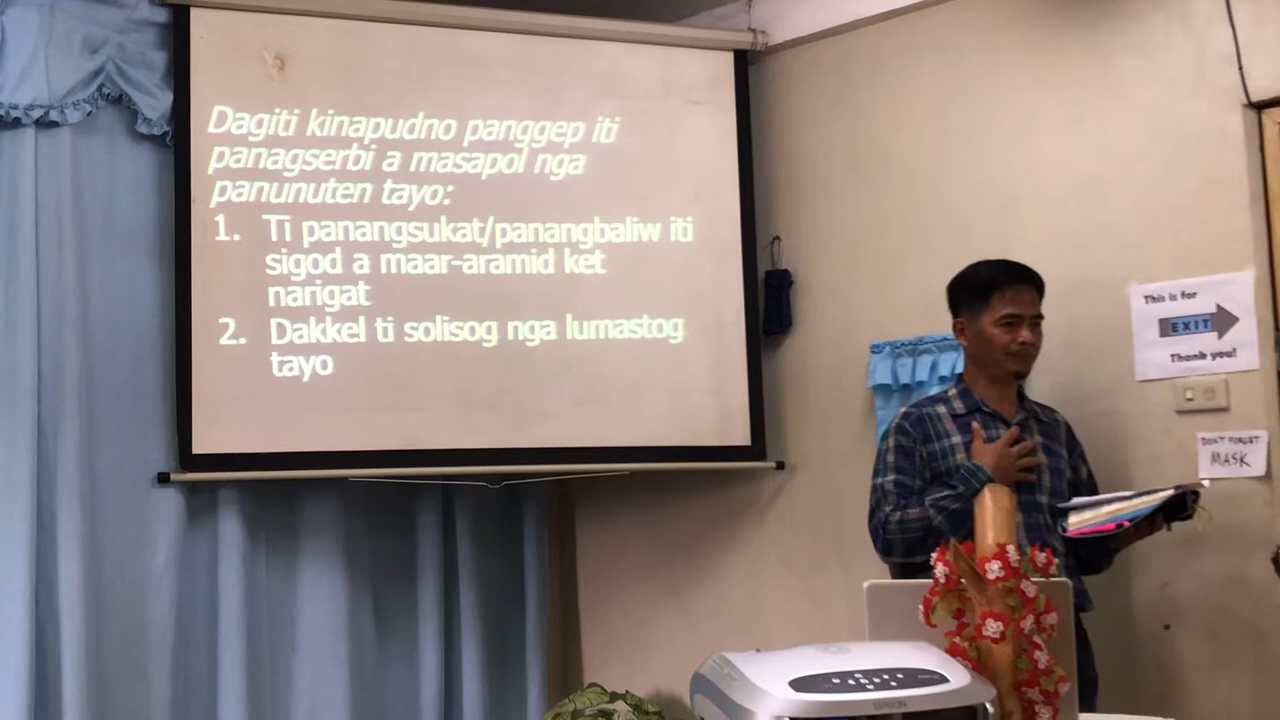 Dagiti kinapudno panggep iti
panagserbi a masapol nga
panunuten tayo:
1. Ti panangsukat/panangbaliw iti
sigod a maar-aramid ket
narigat
2. Dakkel ti solisog nga lumastog
tayo
This is for
EXIT
Thank you!
DON'T FORGET
MASK
EPSON